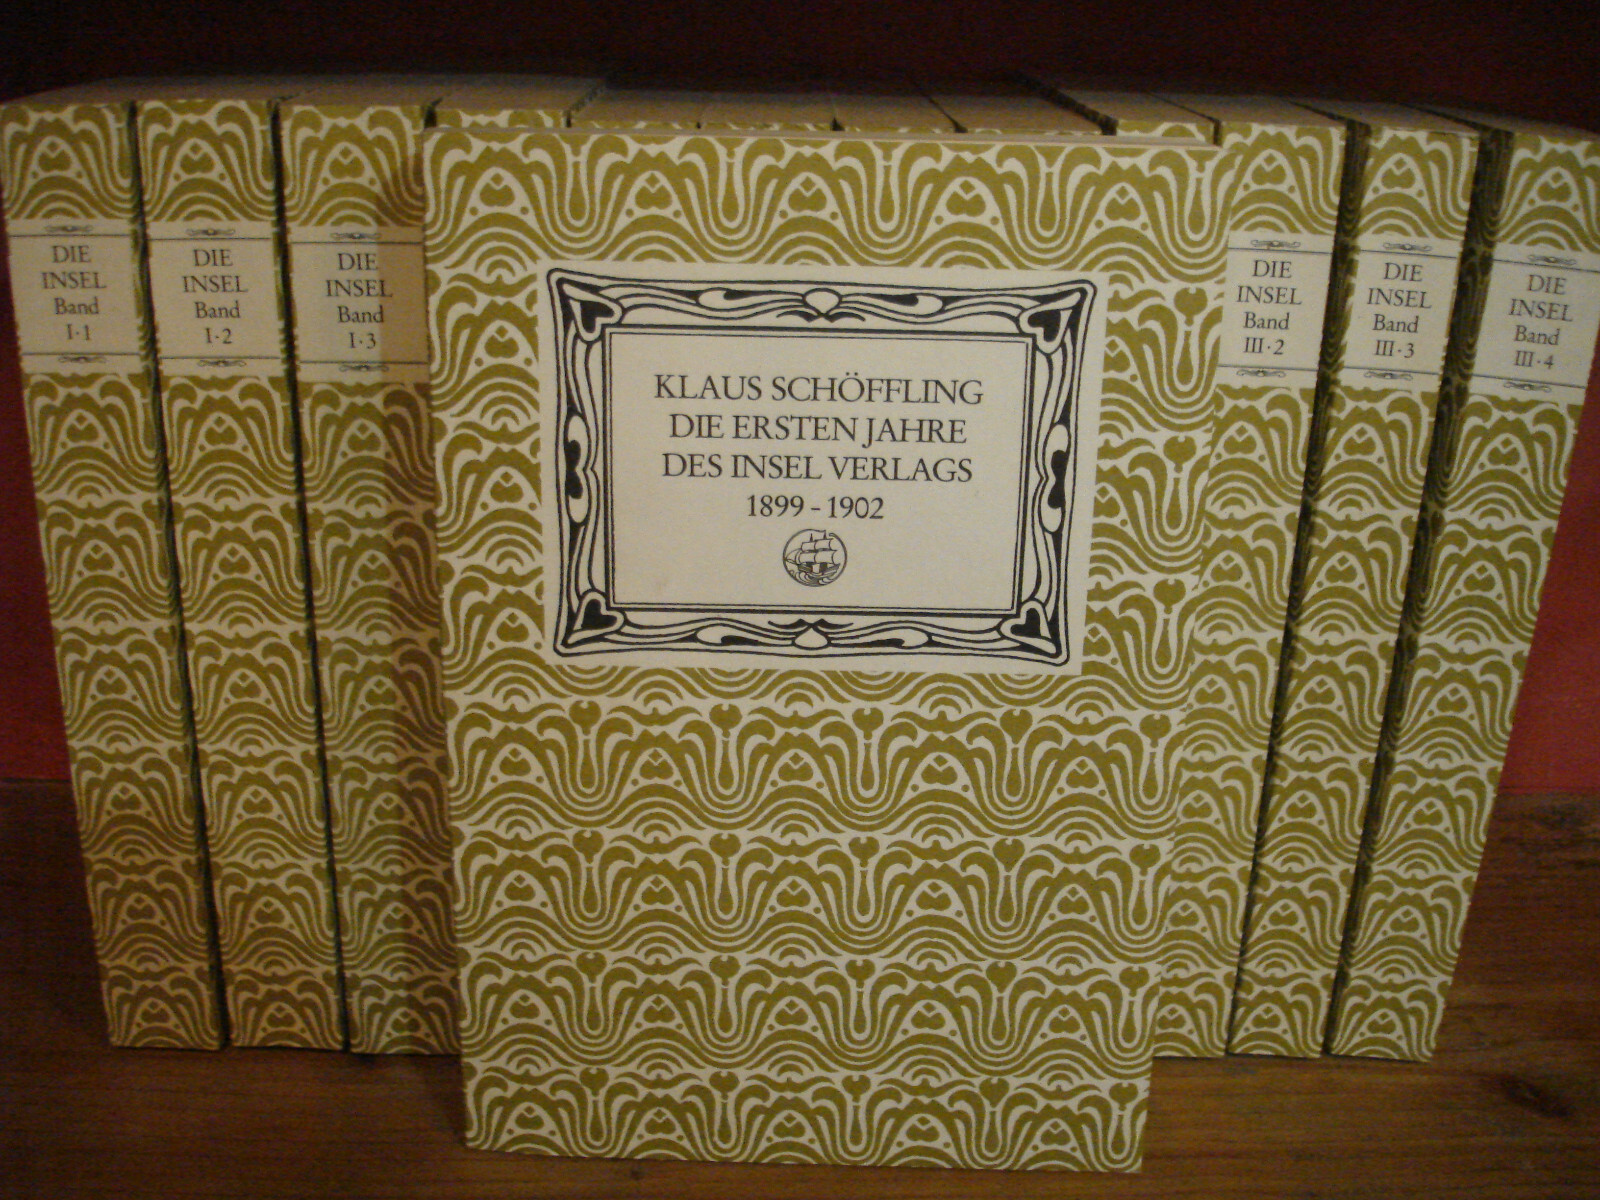 DIE
INSEL
Band
I·1
DIE
INSEL
Band
I·2
DIE
INSEL
Band
I·3
KLAUS SCHÖFFLING
DIE ERSTEN JAHRE
DES INSEL VERLAGS
1899 - 1902
DIE
INSEL
Band
III·2
DIE
INSEL
Band
III·3
DIE
INSEL
Band
III·4